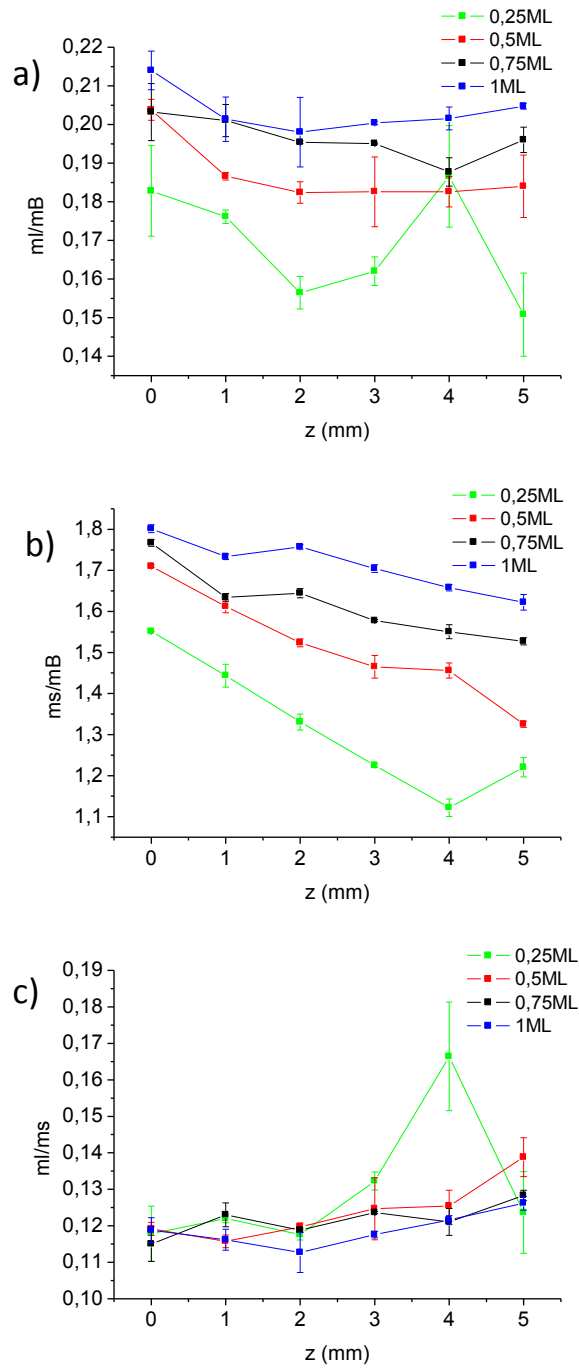 a)
0,25ML
0,5ML
0,75ML
1ML
0,22
0,21
0,20
0,19
0,18
0,17
0,16
0,15
0,14
ml/mB
0 1 2 3 4 5
z (mm)
b)
0,25ML
0,5ML
0,75ML
1ML
1,8
1,7
1,6
1,5
1,4
1,3
1,2
1,1
ms/mB
0 1 2 3 4 5
z (mm)
c)
0,25ML
0,5ML
0,75ML
1ML
0,19
0,18
0,17
0,16
0,15
0,14
0,13
0,12
0,11
0,10
ml/ms
0 1 2 3 4 5
z (mm)